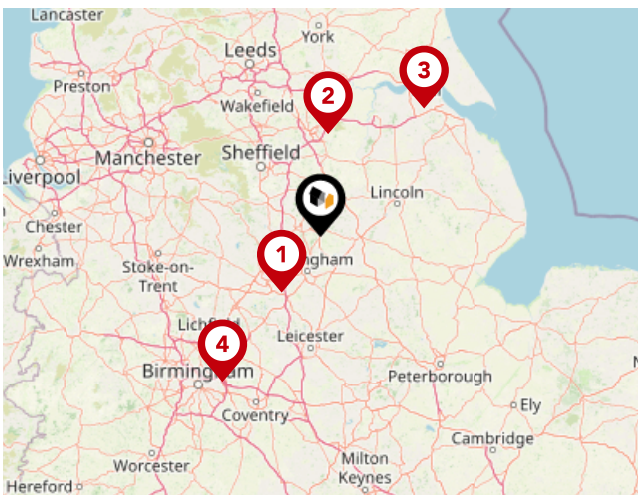 Lancaster
York
Leeds
3
Preston
2
Wakefield
Manchester
Sheffield
Liverpool
Lincoln
Chester
1
ngham
Wrexham
Stoke-on-
Trent
Lichfield
Leicester
4
Birmingham
Peterborough
Coventry
Ely
Cambridge
Worcester
Milton
Keynes
Hereford